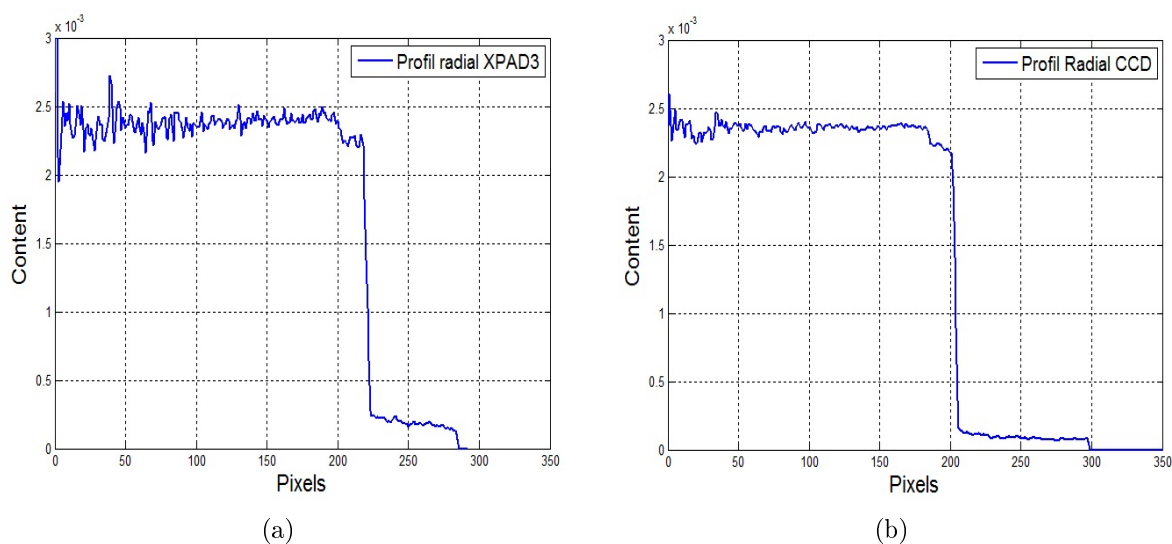 x 10⁻³
3
2.5
2
1.5
1
0.5
0
Content
Profil radial XPAD3
0 50 100 150 200 250 300 350
Pixels
(a)
x 10⁻³
3
2.5
2
1.5
1
0.5
0
Content
Profil Radial CCD
0 50 100 150 200 250 300 350
Pixels
(b)